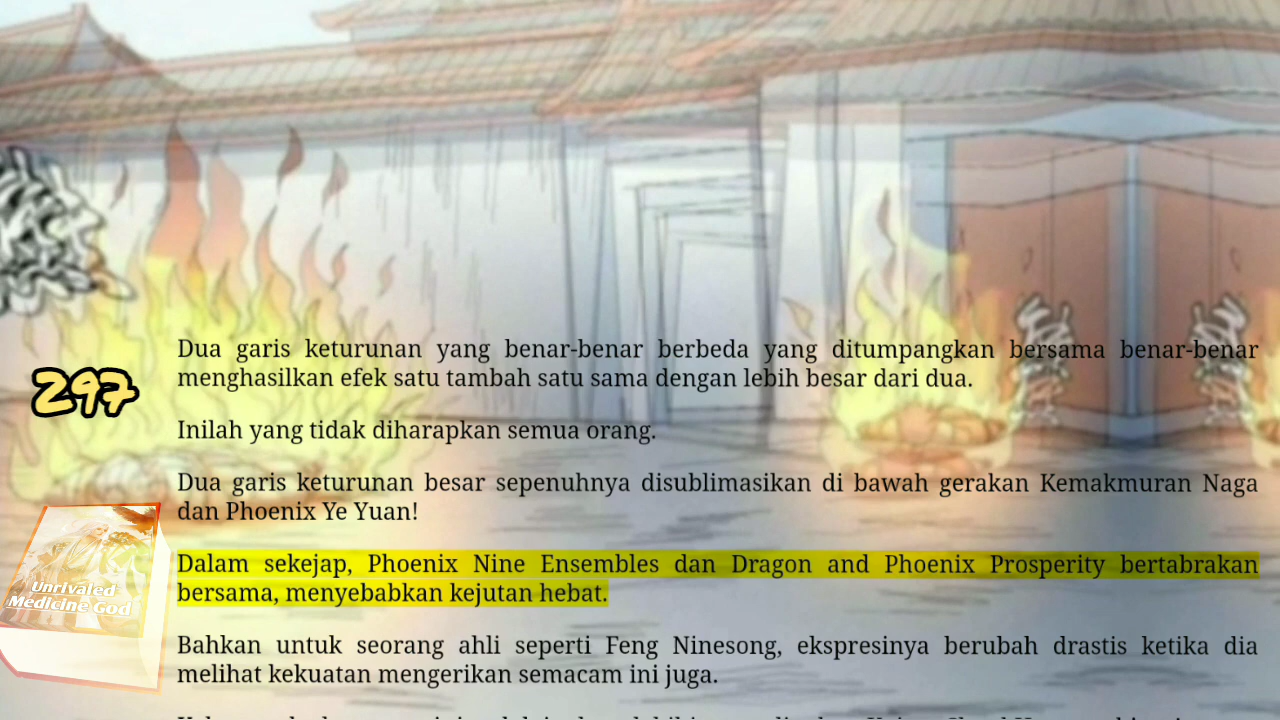 Dua garis keturunan yang benar-benar berbeda yang ditumpangkan bersama benar-benar
menghasilkan efek satu tambah satu sama dengan lebih besar dari dua.
297
Inilah yang tidak diharapkan semua orang.
Dua garis keturunan besar sepenuhnya disublimasikan di bawah gerakan Kemakmuran Naga
dan Phoenix Ye Yuan!
Dalam sekejap, Phoenix Nine Ensembles dan Dragon and Phoenix Prosperity bertabrakan
bersama, menyebabkan kejutan hebat.
Unrivaled
Medicine God
Bahkan untuk seorang ahli seperti Feng Ninesong, ekspresinya berubah drastis ketika dia
melihat kekuatan mengerikan semacam ini juga.